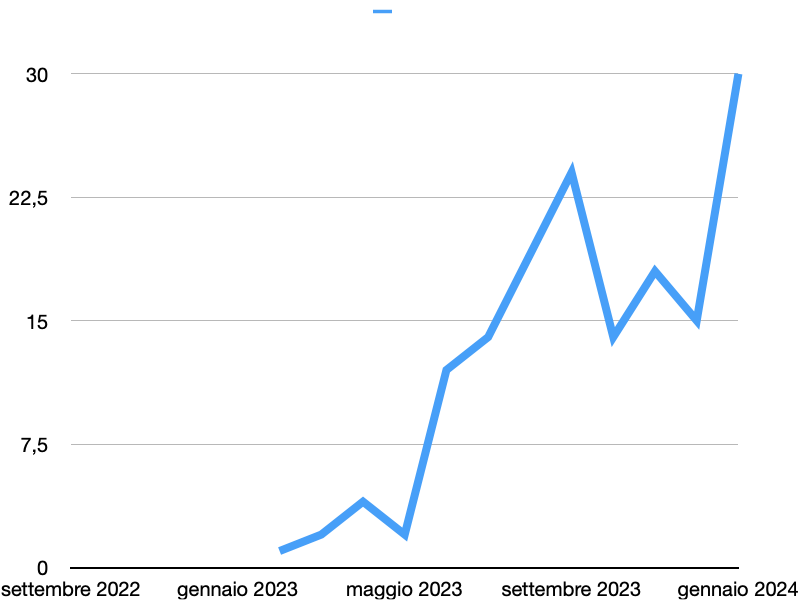 30
22,5
15
7,5
0
settembre 2022
gennaio 2023
maggio 2023
settembre 2023
gennaio 2024